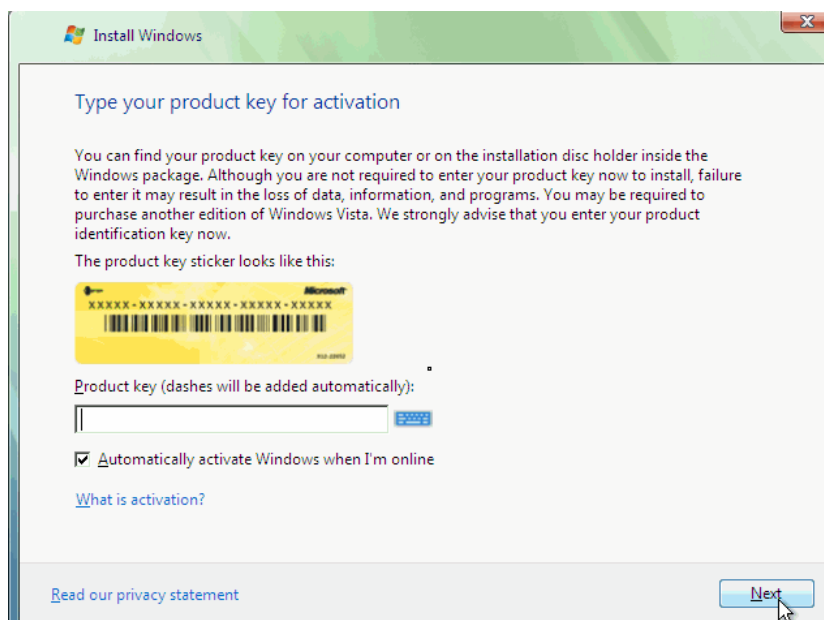 Install Windows
Type your product key for activation
You can find your product key on your computer or on the installation disc holder inside the
Windows package. Although you are not required to enter your product key now to install, failure
to enter it may result in the loss of data, information, and programs. You may be required to
purchase another edition of Windows Vista. We strongly advise that you enter your product
identification key now.
The product key sticker looks like this:
Microsoft
XXXXX-XXXXX-XXXXX-XXXXX-XXXXX
Product key (dashes will be added automatically):
Automatically activate Windows when I'm online
What is activation?
Read our privacy statement
Next